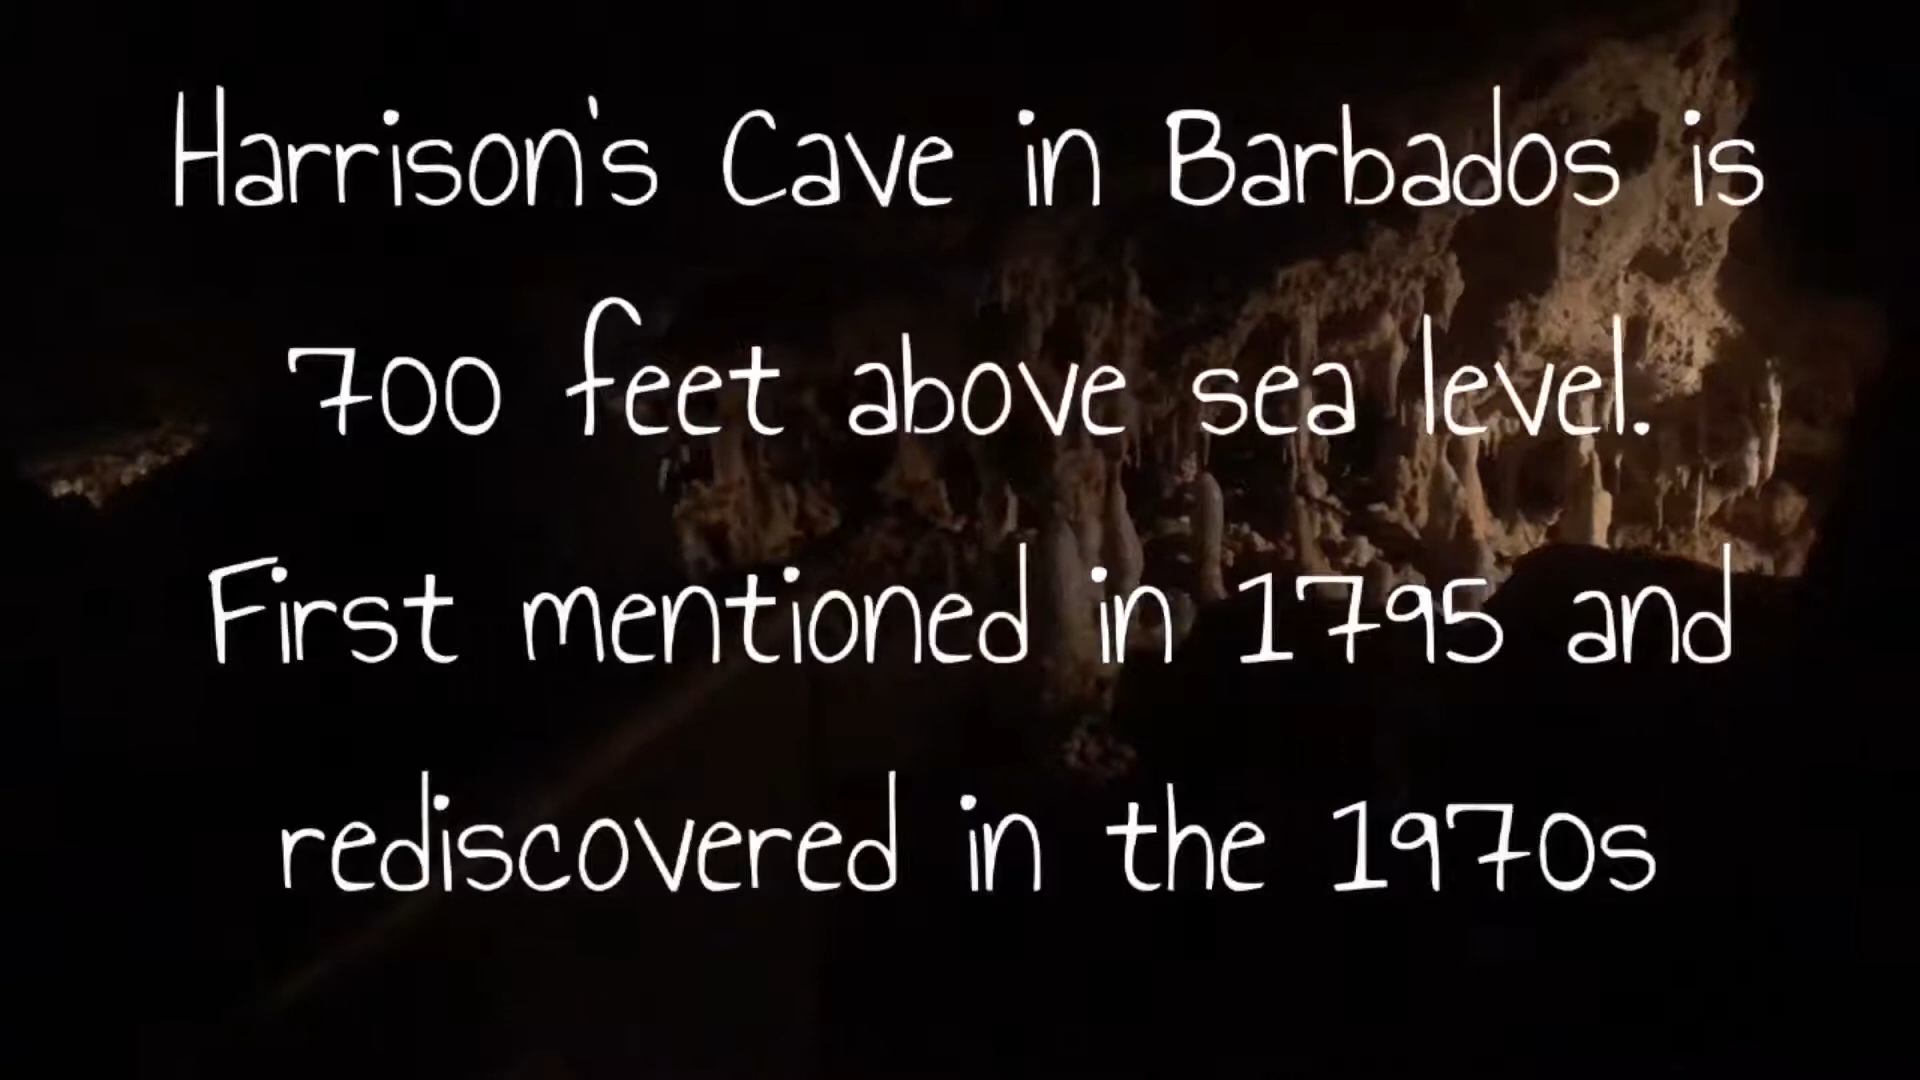 Harrison's Cave in Barbados is
700 feet above sea level.
First mentioned in 1795 and
rediscovered in the 1970s